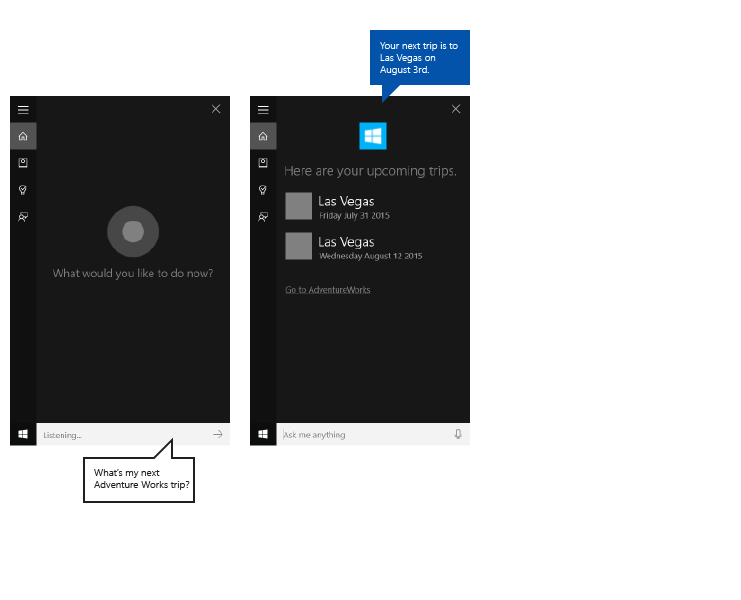 What would you like to do now?
Listening...
What's my next
Adventure Works trip?
Your next trip is to
Las Vegas on
August 3rd.
Here are your upcoming trips.
Las Vegas
Friday July 31 2015
Las Vegas
Wednesday August 12 2015
Go to AdventureWorks
Ask me anything